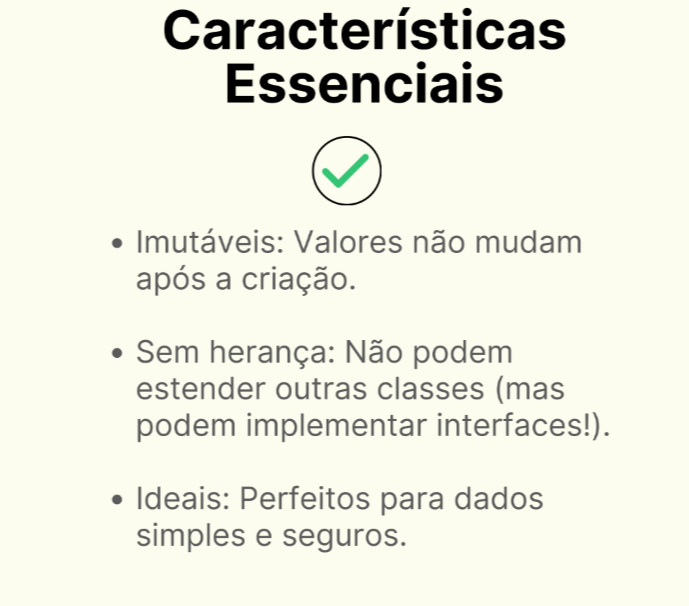 Características
Essenciais
• Imutáveis: Valores não mudam
após a criação.
• Sem herança: Não podem
estender outras classes (mas
podem implementar interfaces!).
• Ideais: Perfeitos para dados
simples e seguros.